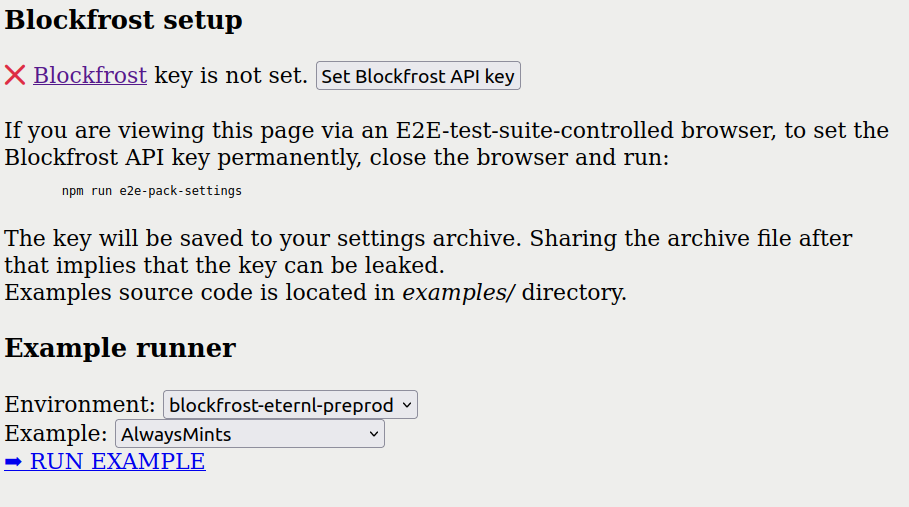 Blockfrost setup
❌ Blockfrost key is not set. Set Blockfrost API key
If you are viewing this page via an E2E-test-suite-controlled browser, to set the
Blockfrost API key permanently, close the browser and run:
npm run e2e-pack-settings
The key will be saved to your settings archive. Sharing the archive file after
that implies that the key can be leaked.
Examples source code is located in examples/ directory.
Example runner
Environment: blockfrost-eternl-preprod
Example: AlwaysMints
➡ RUN EXAMPLE